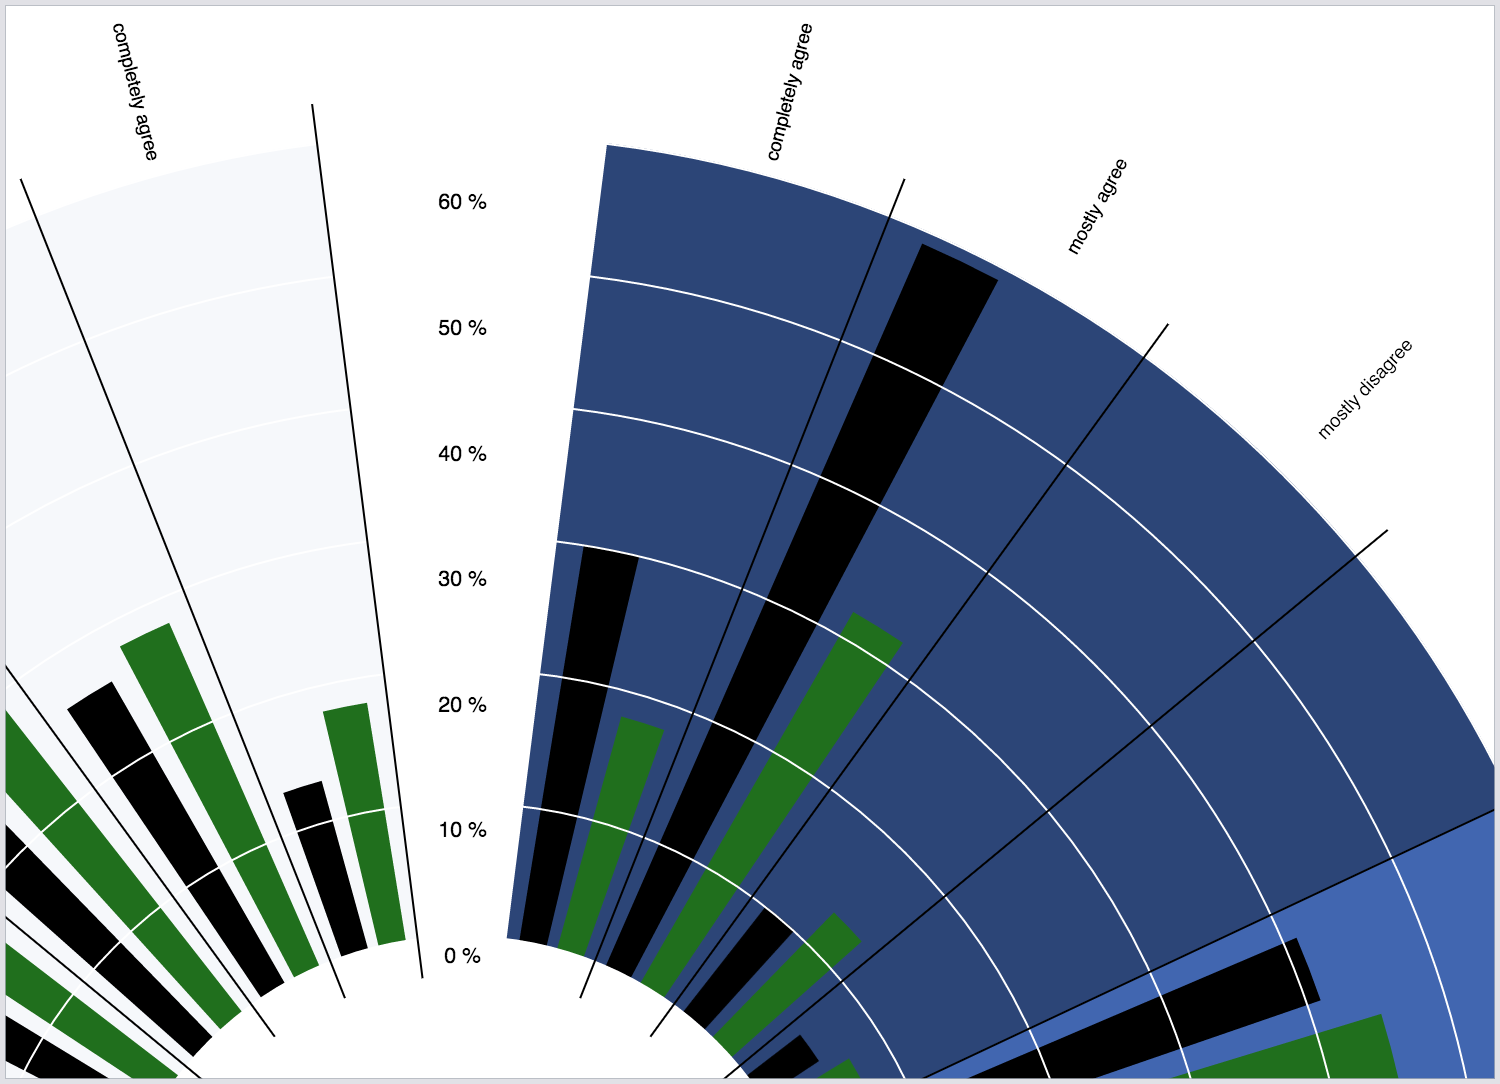 completely agree
completely agree
mostly agree
mostly disagree
60 %
50 %
40 %
30 %
20 %
10 %
0 %